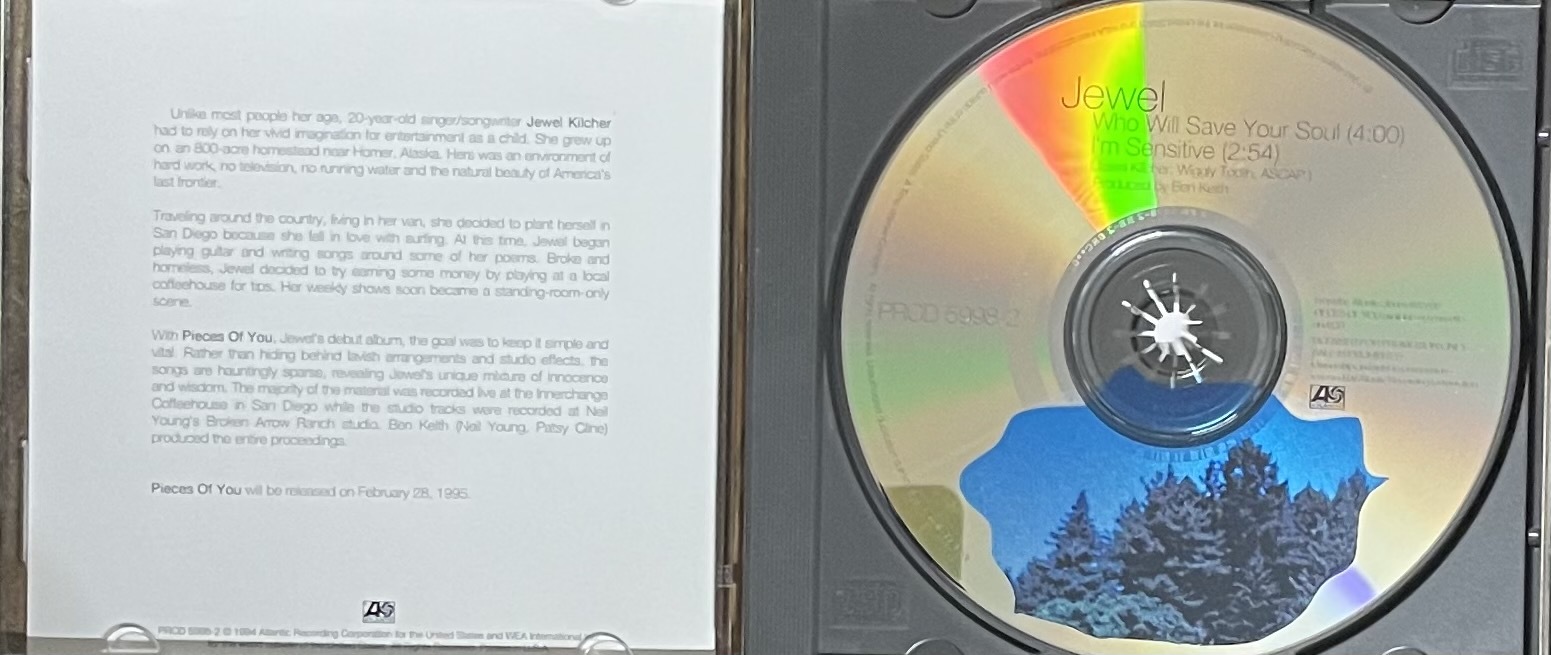 Unlike most people her age, 20-year-old singer/songwriter Jewel Kilcher
had to rely on her vivid imagination for entertainment as a child. She grew up
on an 800-acre homestead near Homer, Alaska. Hers was an environment of
hard work, no television, no running water and the natural beauty of America's
last frontier.
Traveling around the country, living in her van, she decided to plant herself in
San Diego because she fell in love with surfing. At this time, Jewel began
playing guitar and writing songs around some of her poems. Broke and
homeless, Jewel decided to try earning some money by playing at a local
coffeehouse for tips. Her weekly shows soon became a standing-room-only
scene.
With Pieces Of You, Jewel's debut album, the goal was to keep it simple and
vital. Rather than hiding behind lavish arrangements and studio effects, the
songs are hauntingly sparse, revealing Jewel's unique mixture of innocence
and wisdom. The majority of the material was recorded live at the Innerchange
Coffeehouse in San Diego while the studio tracks were recorded at Neil
Young's Broken Arrow Ranch studio. Ben Keith (Neil Young, Patsy Cline)
produced the entire proceedings.
Pieces Of You will be released on February 28, 1995.
PRCD 5998-2 © 1994 Atlantic Recording Corporation for the United States and WEA International
Jewel
Who Will Save Your Soul (4:00)
I'm Sensitive (2:54)
Wiggly Tooth, ASCAP)
Produced by Ben Keith
PRCD 5998-2